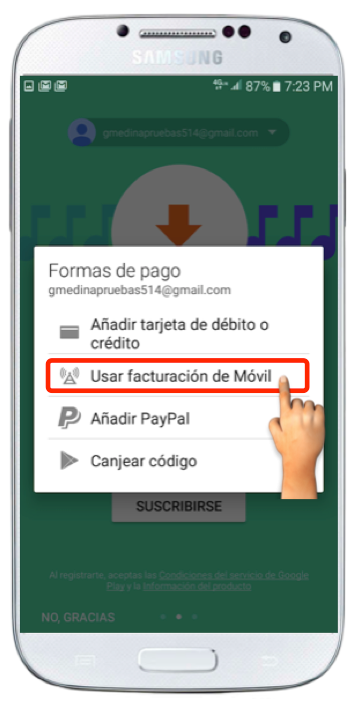 SAMSUNG
4G 87% 7:23 PM
gmedinapruebas514@gmail.com
Formas de pago
gmedinapruebas514@gmail.com
Añadir tarjeta de débito o
crédito
Usar facturación de Móvil
Añadir PayPal
Canjear código
SUSCRIBIRSE
Al registrarte, aceptas las Condiciones del servicio de Google
Play y la información del producto
NO, GRACIAS